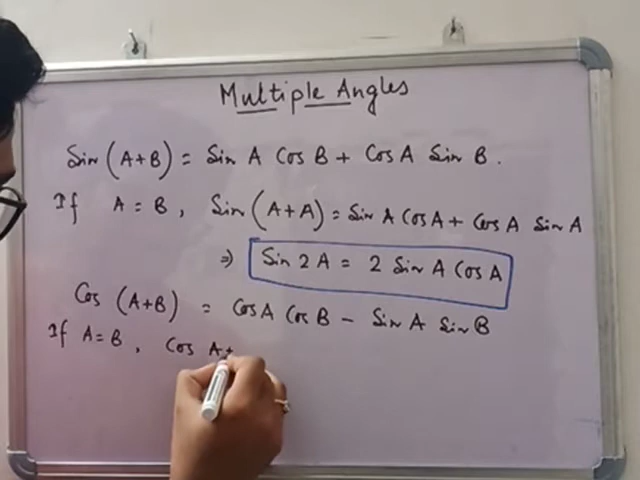 Multiple Angles
Sin (A+B) = Sin A Cos B + Cos A Sin B.
If A = B, Sin (A+A) = Sin A Cos A + Cos A Sin A
⇒ Sin 2A = 2 Sin A Cos A
Cos (A+B) = Cos A Cos B - Sin A Sin B
If A=B, Cos A+